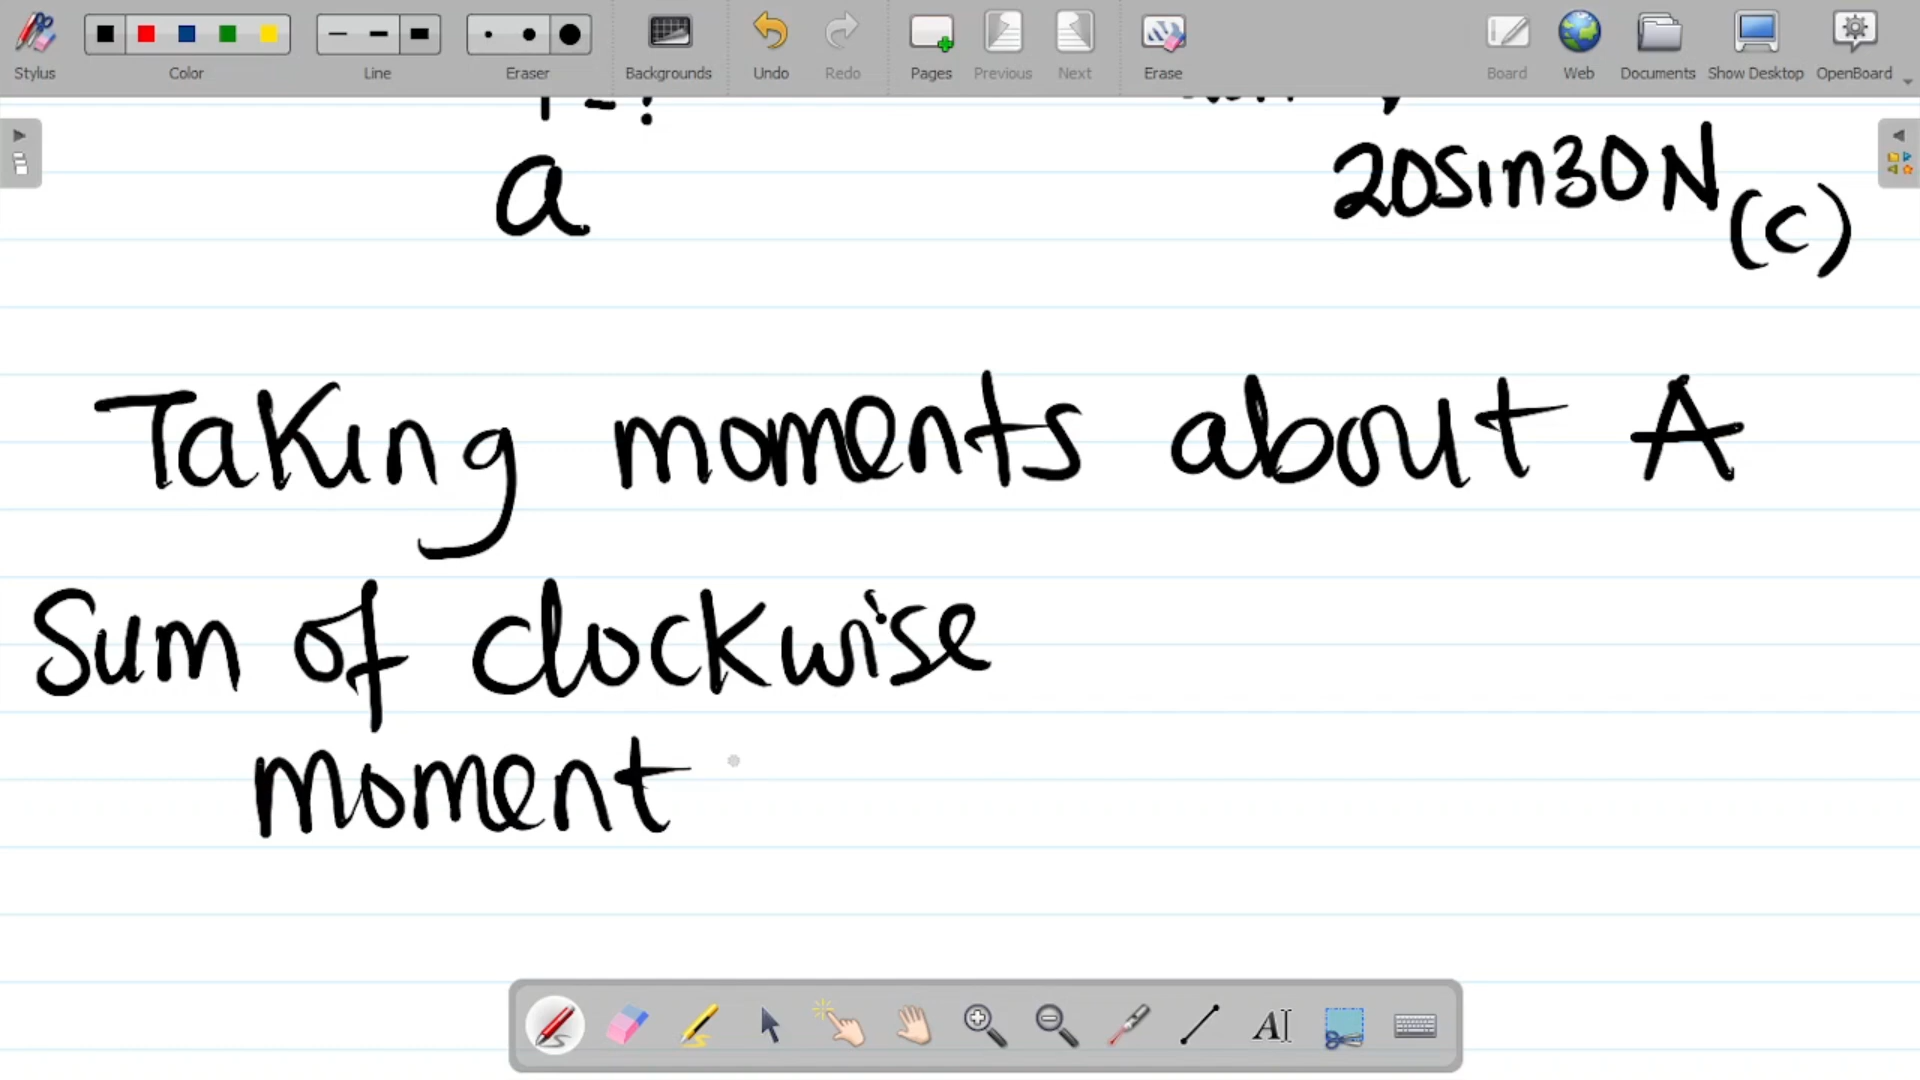 Stylus Color Line Eraser Backgrounds Undo Redo Pages Previous Next Erase Board Web Documents Show Desktop OpenBoard
= ?
a
20sin30N
(c)
Taking moments about A
Sum of clockwise
moment
AI